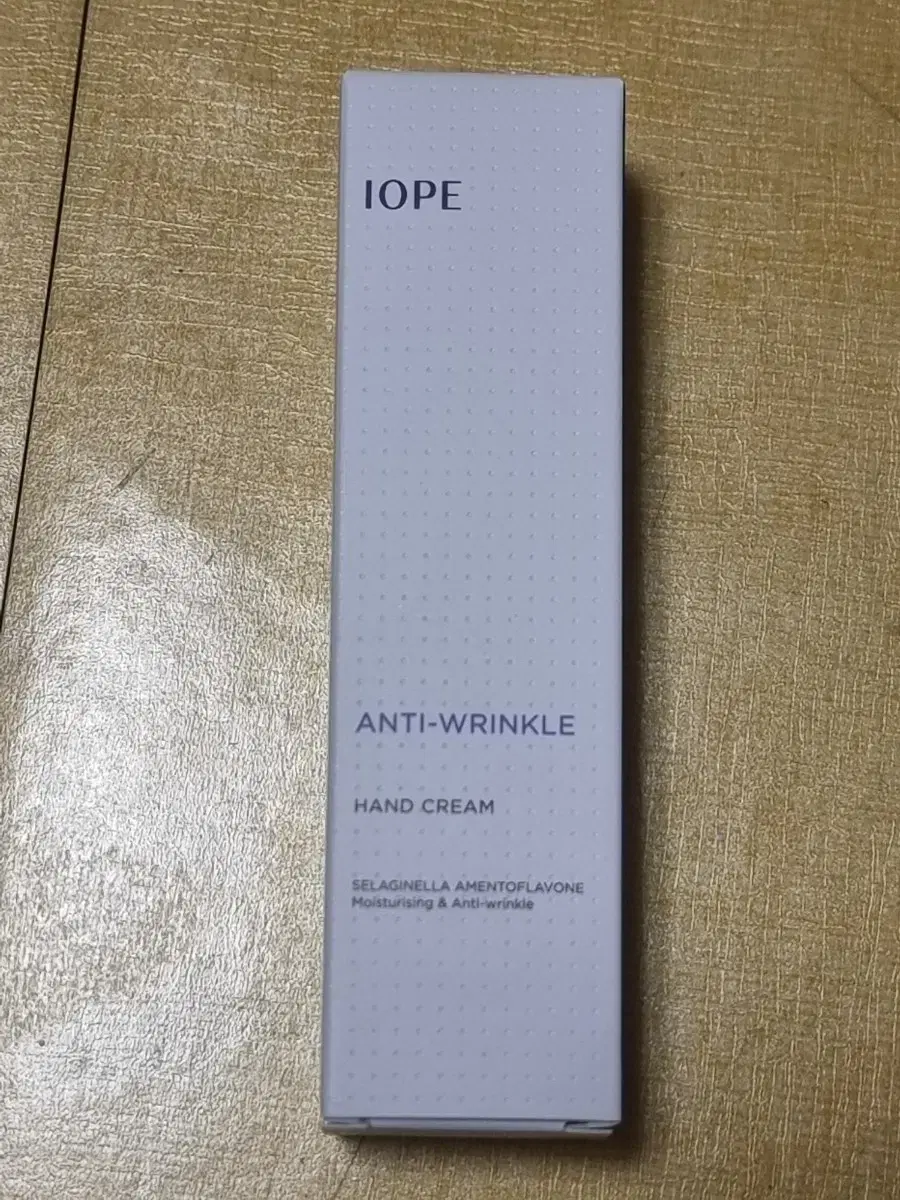 IOPE
ANTI-WRINKLE
HAND CREAM
SELAGINELLA AMENTOFLAVONE
Moisturising & Anti-wrinkle